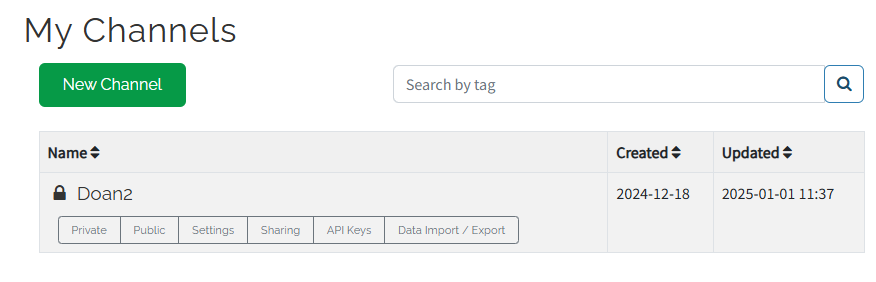 My Channels
New Channel
Search by tag
Name Created Updated
Doan2 2024-12-18 2025-01-01 11:37
Private Public Settings Sharing API Keys Data Import / Export